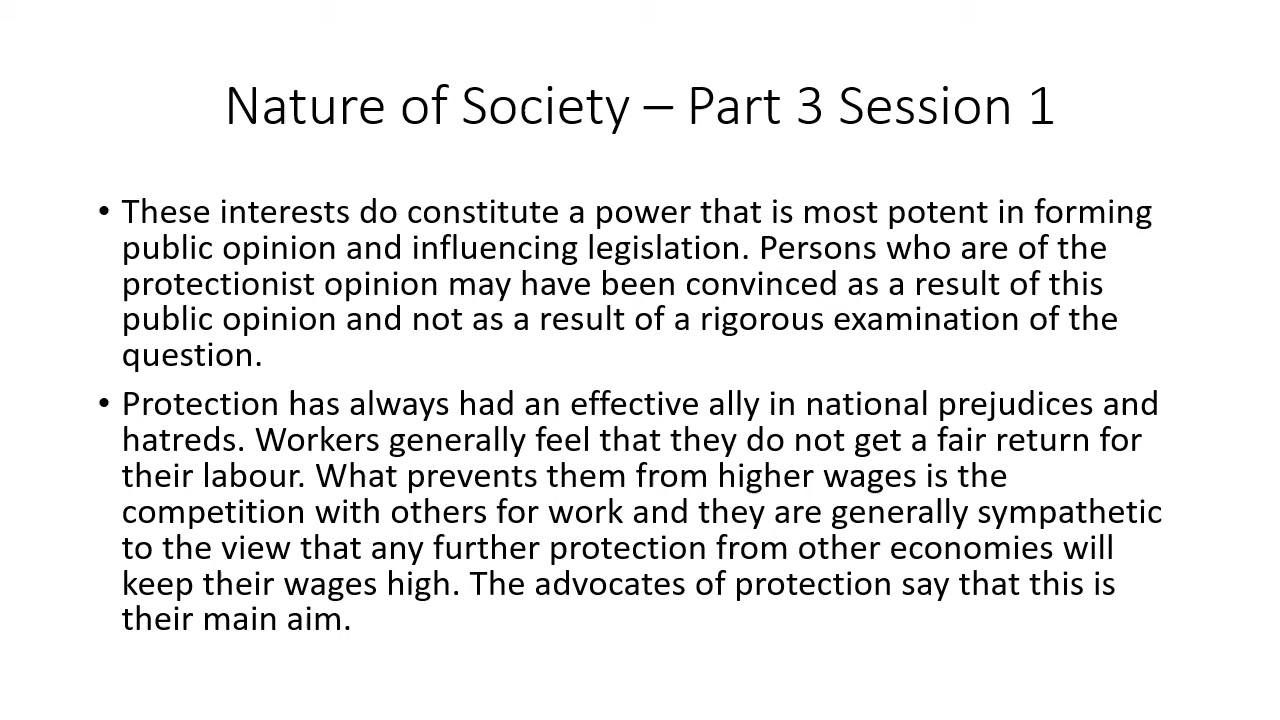 Nature of Society – Part 3 Session 1
• These interests do constitute a power that is most potent in forming
public opinion and influencing legislation. Persons who are of the
protectionist opinion may have been convinced as a result of this
public opinion and not as a result of a rigorous examination of the
question.
• Protection has always had an effective ally in national prejudices and
hatreds. Workers generally feel that they do not get a fair return for
their labour. What prevents them from higher wages is the
competition with others for work and they are generally sympathetic
to the view that any further protection from other economies will
keep their wages high. The advocates of protection say that this is
their main aim.